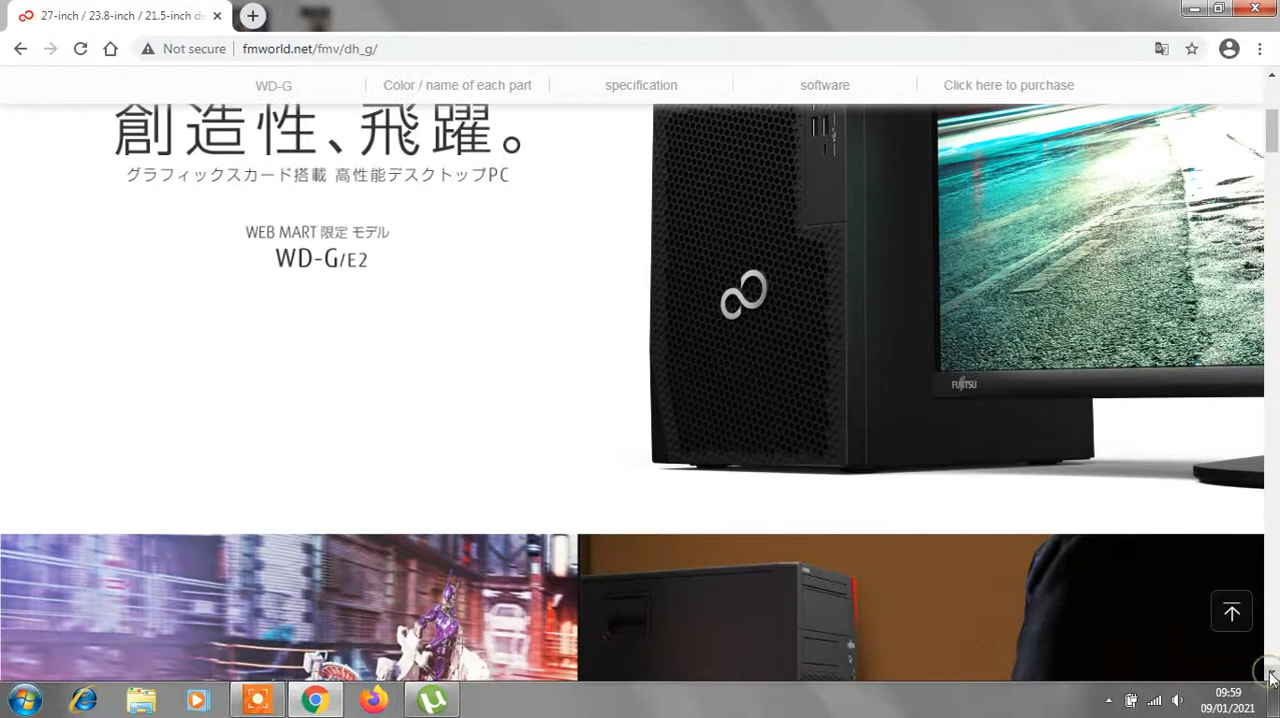 27-inch / 23.8-inch / 21.5-inch d
Not secure
fmworld.net/fmv/dh_g/
WD-G
Color / name of each part
specification
software
Click here to purchase
創造性、飛躍。
グラフィックスカード搭載 高性能デスクトップPC
WEB MART 限定 モデル
WD-G/E2
FUJITSU
09:59
09/01/2021